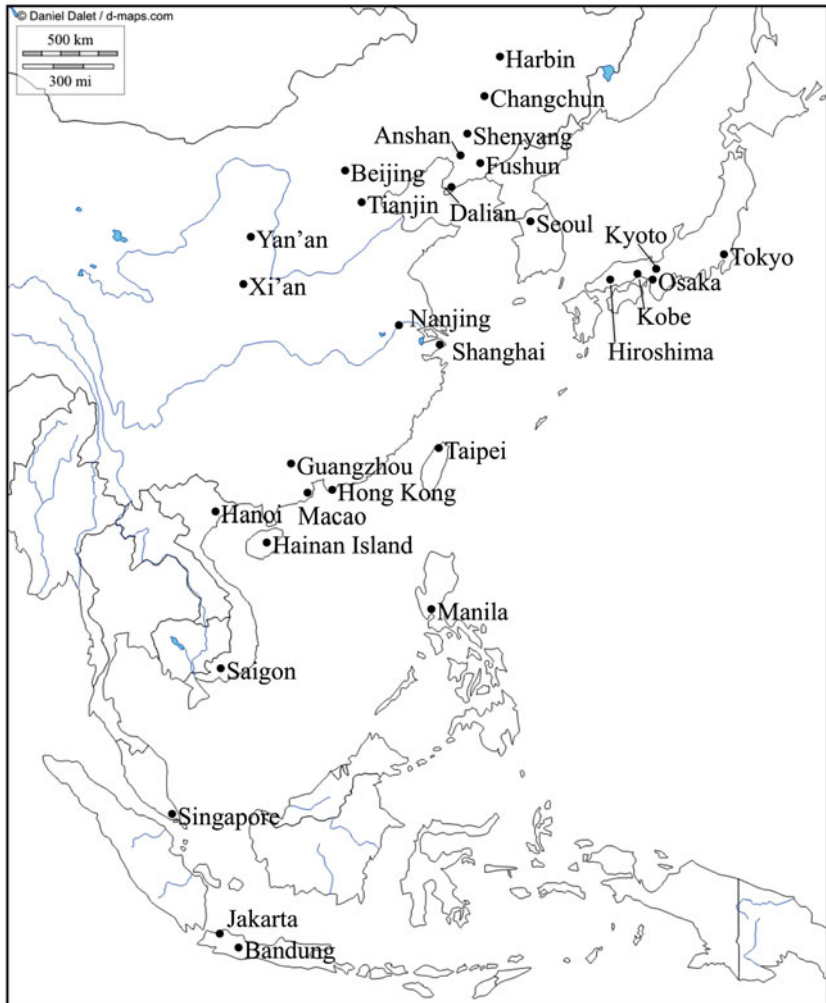 © Daniel Dalet / d-maps.com
500 km
300 mi
Harbin
Changchun
Anshan
Shenyang
Fushun
Beijing
Tianjin
Dalian
Seoul
Yan’an
Kyoto
Tokyo
Xi’an
Osaka
Kobe
Nanjing
Shanghai
Hiroshima
Taipei
Guangzhou
Hong Kong
Macao
Hanoi
Hainan Island
Manila
Saigon
Singapore
Jakarta
Bandung